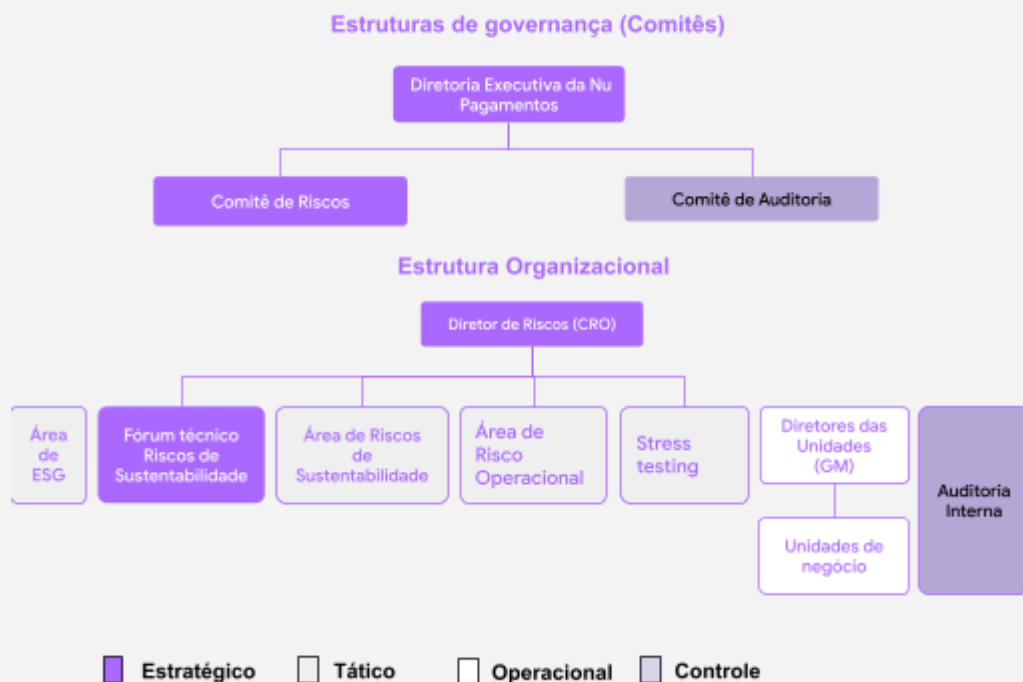 Estruturas de governança (Comitês)
Diretoria Executiva da Nu
Pagamentos
Comitê de Riscos
Comitê de Auditoria
Estrutura Organizacional
Diretor de Riscos (CRO)
Área
de
ESG
Fórum técnico
Riscos de
Sustentabilidade
Área de Riscos
de
Sustentabilidade
Área de
Risco
Operacional
Stress
testing
Diretores das
Unidades
(GM)
Unidades de
negócio
Auditoria
Interna
Estratégico
Tático
Operacional
Controle